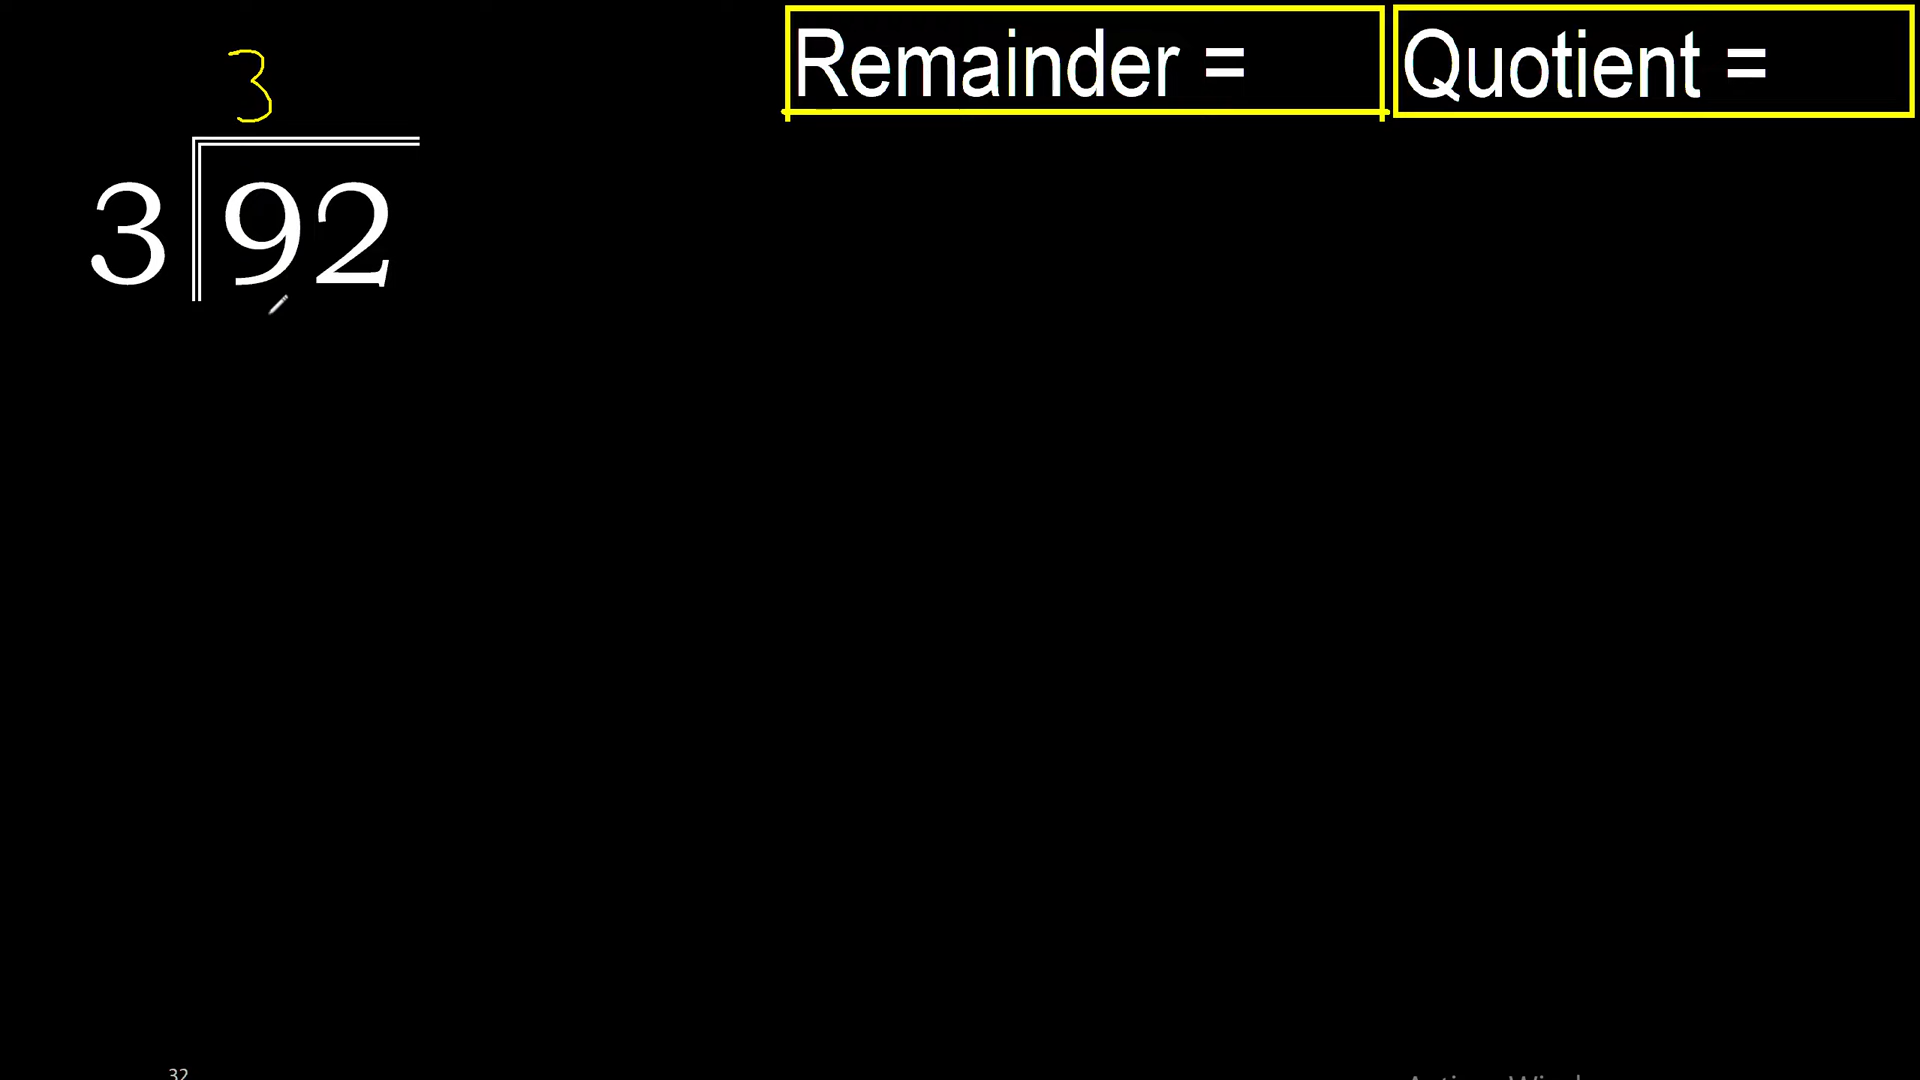 3
Remainder =
Quotient =
3 92
32